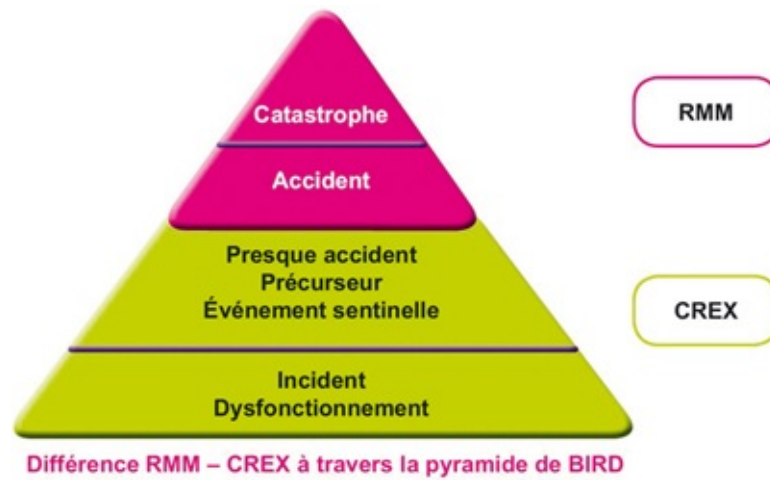 Catastrophe
RMM
Accident
Presque accident
Précurseur
Événement sentinelle
CREX
Incident
Dysfonctionnement
Différence RMM – CREX à travers la pyramide de BIRD